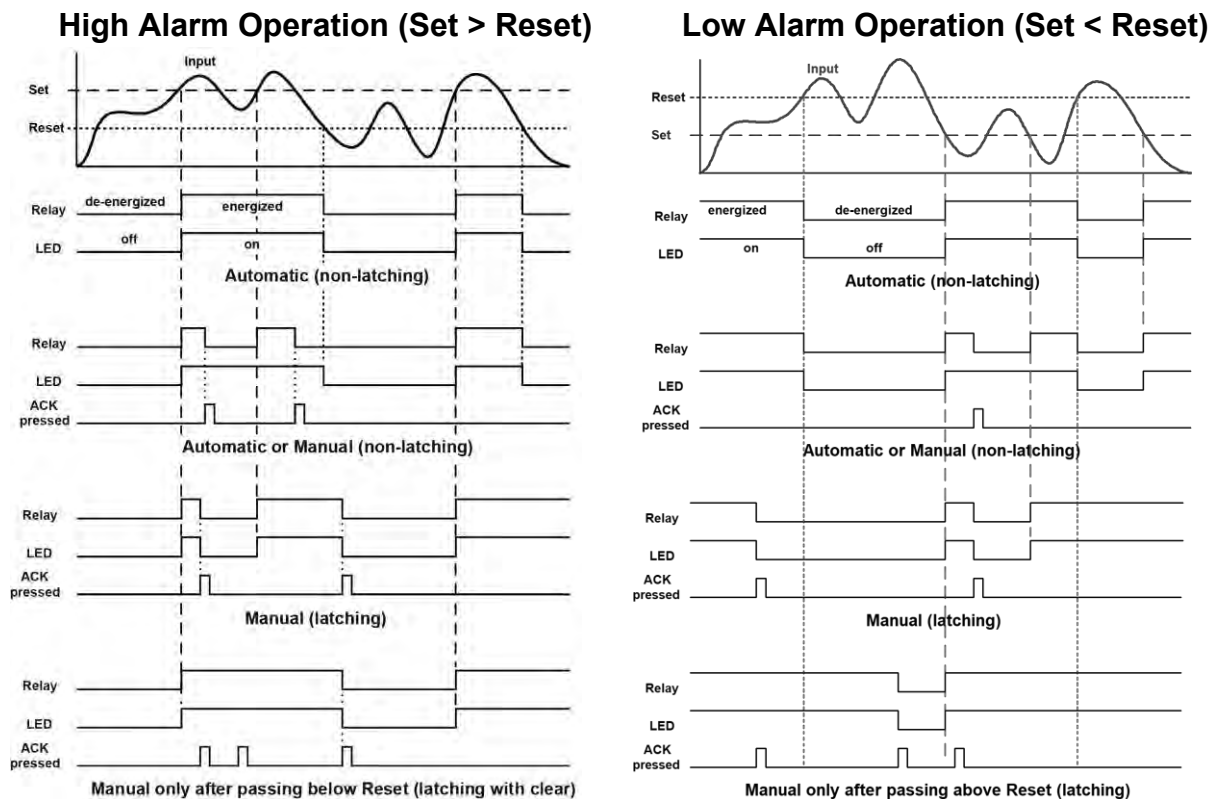 High Alarm Operation (Set > Reset)
Input
Set
Reset
de-energized
energized
Relay
off
on
LED
Automatic (non-latching)
Relay
LED
ACK
pressed
Automatic or Manual (non-latching)
Relay
LED
ACK
pressed
Manual (latching)
Relay
LED
ACK
pressed
Manual only after passing below Reset (latching with clear)
Low Alarm Operation (Set < Reset)
Input
Reset
Set
energized
de-energized
Relay
on
off
LED
Automatic (non-latching)
Relay
LED
ACK
pressed
Automatic or Manual (non-latching)
Relay
LED
ACK
pressed
Manual (latching)
Relay
LED
ACK
pressed
Manual only after passing above Reset (latching)